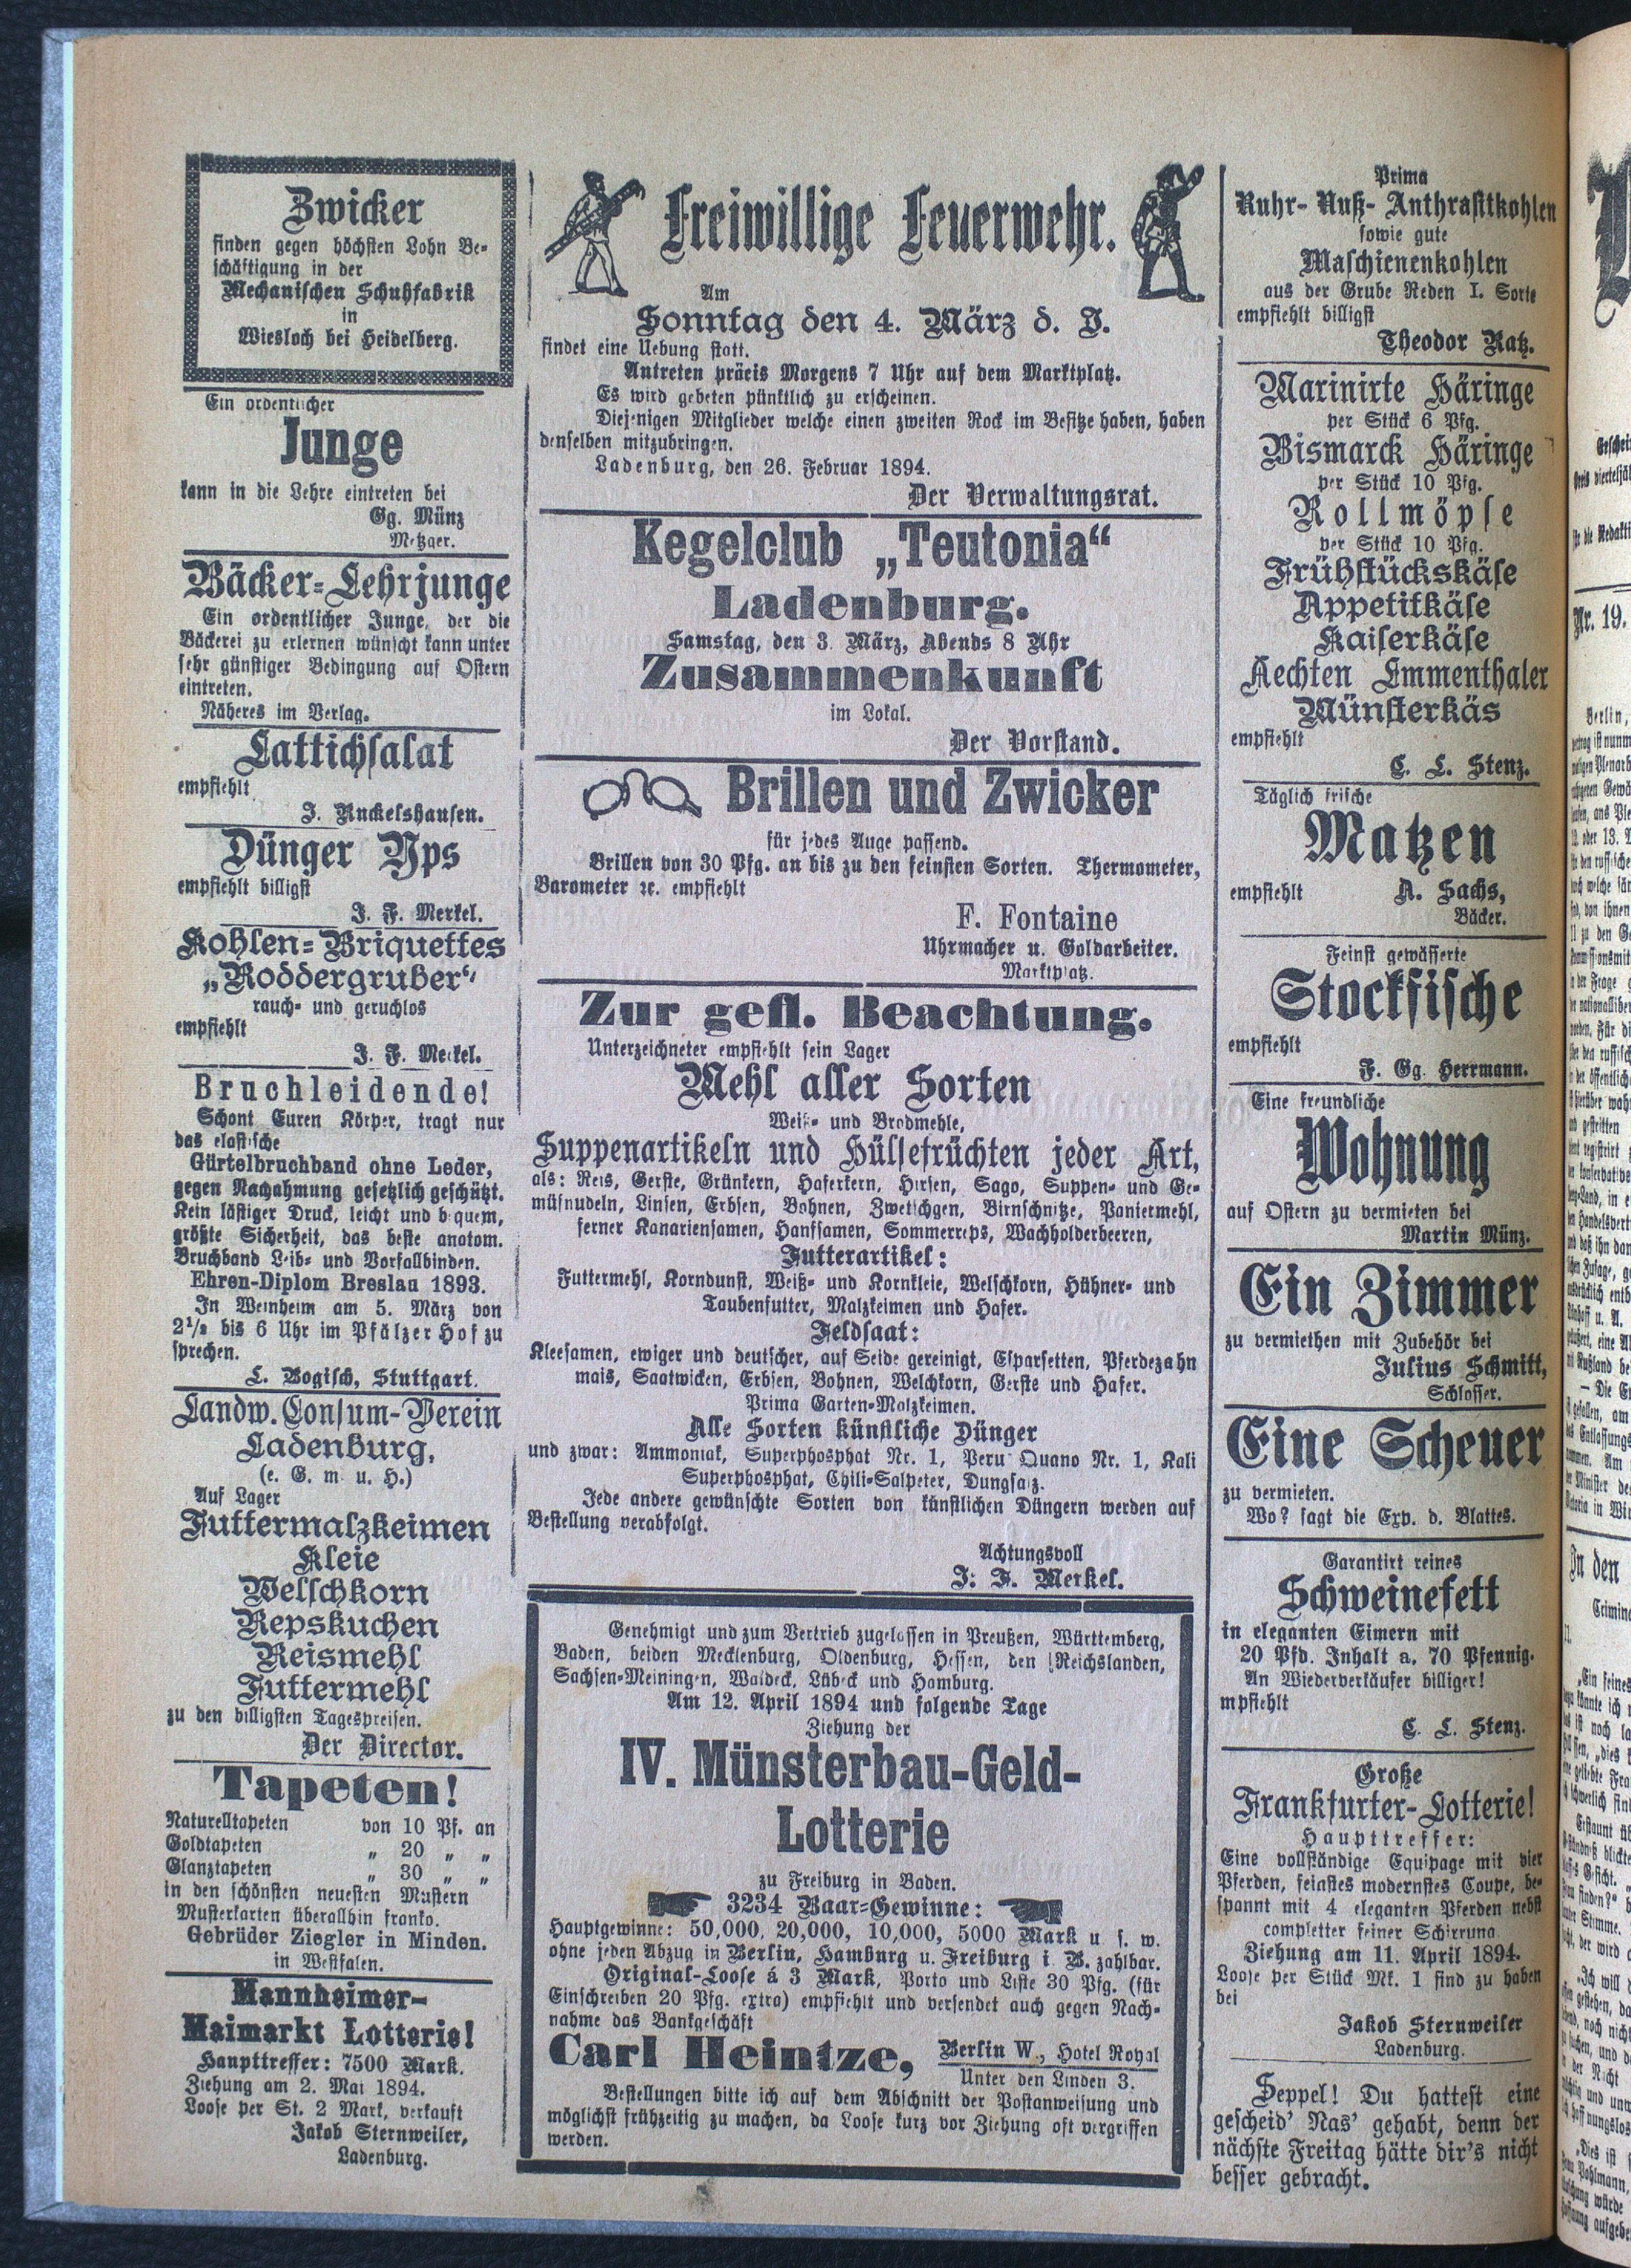 Zwicker
finden gegen höchsten Lohn Be-
schäftigung in der
Mechanischen Schuhfabrik
in
Wiesloch bei Heidelberg.
Ein ordentlicher
Junge
kann in die Lehre eintreten bei
Gg. Münz
Metzger.
Bäcker-Lehrjunge
Ein ordentlicher Junge, der die
Bäckerei zu erlernen wünscht kann unter
sehr günstiger Bedingung auf Ostern
eintreten.
Näheres im Verlag.
Lattichsalat
empfiehlt
J. Ruckelshausen.
Dünger Yps
empfiehlt billigst
J. F. Merkel.
Kohlen-Briquettes
„Roddergruber“
rauch- und geruchlos
empfiehlt
J. F. Merkel.
Bruchleidende!
Schont Euren Körper, tragt nur
das elastische
Gürtelbruchband ohne Leder,
gegen Nachahmung gesetzlich geschützt.
Kein lästiger Druck, leicht und bequem,
größte Sicherheit, das beste anatom.
Bruchband Leib- und Vorfallbinden.
Ehren-Diplom Breslau 1893.
In Weinheim am 5. März von
2½ bis 6 Uhr im Pfälzer Hof zu
sprechen.
L. Bogisch, Stuttgart.
Landw. Consum-Verein
Ladenburg,
(e. G. m. u. H.)
Auf Lager
Futtermalzkeimen
Kleie
Welschkorn
Repskuchen
Reismehl
Futtermehl
zu den billigsten Tagespreisen.
Der Director.
Tapeten!
Naturelltapeten von 10 Pf. an
Goldtapeten „ 20 „ „
Glanztapeten „ 30 „ „
in den schönsten neuesten Mustern
Musterkarten überallhin franko.
Gebrüder Ziegler in Minden.
in Westfalen.
Mannheimer-
Maimarkt Lotterie!
Haupttreffer: 7500 Mark.
Ziehung am 2. Mai 1894.
Loose per St. 2 Mark, verkauft
Jakob Sternweiler,
Ladenburg.
Freiwillige Feuerwehr.
Am
Sonntag den 4. März d. J.
findet eine Uebung statt.
Antreten präcis Morgens 7 Uhr auf dem Marktplatz.
Es wird gebeten pünktlich zu erscheinen.
Diejenigen Mitglieder welche einen zweiten Rock im Besitze haben, haben
denselben mitzubringen.
Ladenburg, den 26. Februar 1894.
Der Verwaltungsrat.
Kegelclub „Teutonia“
Ladenburg.
Samstag, den 3. März, Abends 8 Uhr
Zusammenkunft
im Lokal.
Der Vorstand.
Brillen und Zwicker
für jedes Auge passend.
Brillen von 30 Pfg. an bis zu den feinsten Sorten. Thermometer,
Barometer ꝛc. empfiehlt
F. Fontaine
Uhrmacher u. Goldarbeiter.
Marktplatz.
Zur gefl. Beachtung.
Unterzeichneter empfiehlt sein Lager
Mehl aller Sorten
Weiß- und Brodmehle,
Suppenartikeln und Hülsefrüchten jeder Art,
als: Reis, Gerste, Grünkern, Haferkern, Hirsen, Sago, Suppen- und Ge-
müsnudeln, Linsen, Erbsen, Bohnen, Zwetschgen, Birnschnitze, Paniermehl,
ferner Kanariensamen, Hanfsamen, Sommerreps, Wachholderbeeren,
Futterartikel:
Futtermehl, Korndunst, Weiß- und Kornkleie, Welschkorn, Hühner- und
Taubenfutter, Malzkeimen und Hafer.
Feldsaat:
Kleesamen, ewiger und deutscher, auf Seide gereinigt, Esparsetten, Pferdezahn
mais, Saatwicken, Erbsen, Bohnen, Welchkorn, Gerste und Hafer.
Prima Garten-Malzkeimen.
Alle Sorten künstliche Dünger
und zwar: Ammoniak, Superphosphat Nr. 1, Peru Quano Nr. 1, Kali
Superphosphat, Chili-Salpeter, Dungsalz.
Jede andere gewünschte Sorten von künstlichen Düngern werden auf
Bestellung verabfolgt.
Achtungsvoll
J. F. Merkel.
Genehmigt und zum Vertrieb zugelassen in Preußen, Württemberg,
Baden, beiden Mecklenburg, Oldenburg, Hessen, den Reichslanden,
Sachsen-Meiningen, Waldeck, Lübeck und Hamburg.
Am 12. April 1894 und folgende Tage
Ziehung der
IV. Münsterbau-Geld-
Lotterie
zu Freiburg in Baden.
3234 Baar-Gewinne:
Hauptgewinne: 50,000, 20,000, 10,000, 5000 Mark u. s. w.
ohne jeden Abzug in Berlin, Hamburg u. Freiburg i. B. zahlbar.
Original-Loose á 3 Mark, Porto und Liste 30 Pfg. (für
Einschreiben 20 Pfg. extra) empfiehlt und versendet auch gegen Nach-
nahme das Bankgeschäft
Carl Heintze, Berlin W., Hotel Royal
Unter den Linden 3.
Bestellungen bitte ich auf dem Abschnitt der Postanweisung und
möglichst frühzeitig zu machen, da Loose kurz vor Ziehung oft vergriffen
werden.
Prima
Ruhr- Nuß- Anthrasitkohlen
sowie gute
Maschienenkohlen
aus der Grube Reden I. Sorte
empfiehlt billigst
Theodor Katz.
Marinirte Häringe
per Stück 6 Pfg.
Bismarck Häringe
per Stück 10 Pfg.
Rollmöpse
per Stück 10 Pfg.
Frühstückskäse
Appetitkäse
Kaiserkäse
Aechten Emmenthaler
Münsterkäs
empfiehlt
C. L. Stenz.
Täglich frische
Matzen
empfiehlt A. Sachs,
Bäcker.
Feinst gewässerte
Stockfische
empfiehlt
F. Gg. Herrmann.
Eine freundliche
Wohnung
auf Ostern zu vermieten bei
Martin Münz.
Ein Zimmer
zu vermiethen mit Zubehör bei
Julius Schmitt,
Schlosser.
Eine Scheuer
zu vermieten.
Wo? sagt die Exp. d. Blattes.
Garantirt reines
Schweinefett
in eleganten Eimern mit
20 Pfd. Inhalt a. 70 Pfennig.
An Wiederverkäufer billiger!
mpfiehlt
C. L. Stenz.
Große
Frankfurter-Lotterie!
Haupttreffer:
Eine vollständige Equipage mit vier
Pferden, feinstes modernstes Coupe, be-
spannt mit 4 eleganten Pferden nebst
completter feiner Schirrung
Ziehung am 11. April 1894.
Loose per Stück Mk. 1 sind zu haben
bei
Jakob Sternweiler
Ladenburg.
Seppel! Du hattest eine
gescheid' Nas' gehabt, denn der
nächste Freitag hätte dir's nicht
besser gebracht.
Nr. 19.
Berlin,
In den